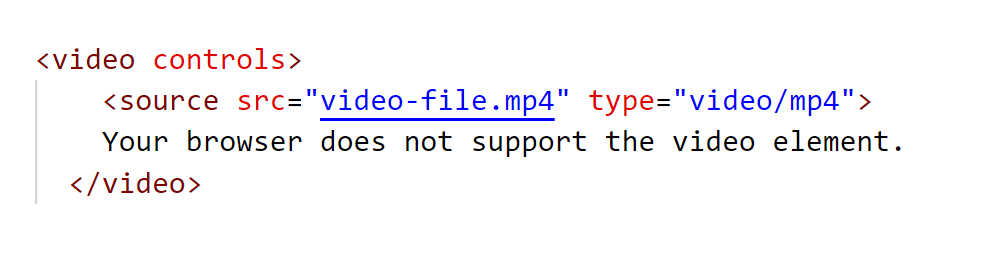 <video controls>
<source src="video-file.mp4" type="video/mp4">
Your browser does not support the video element.
</video>